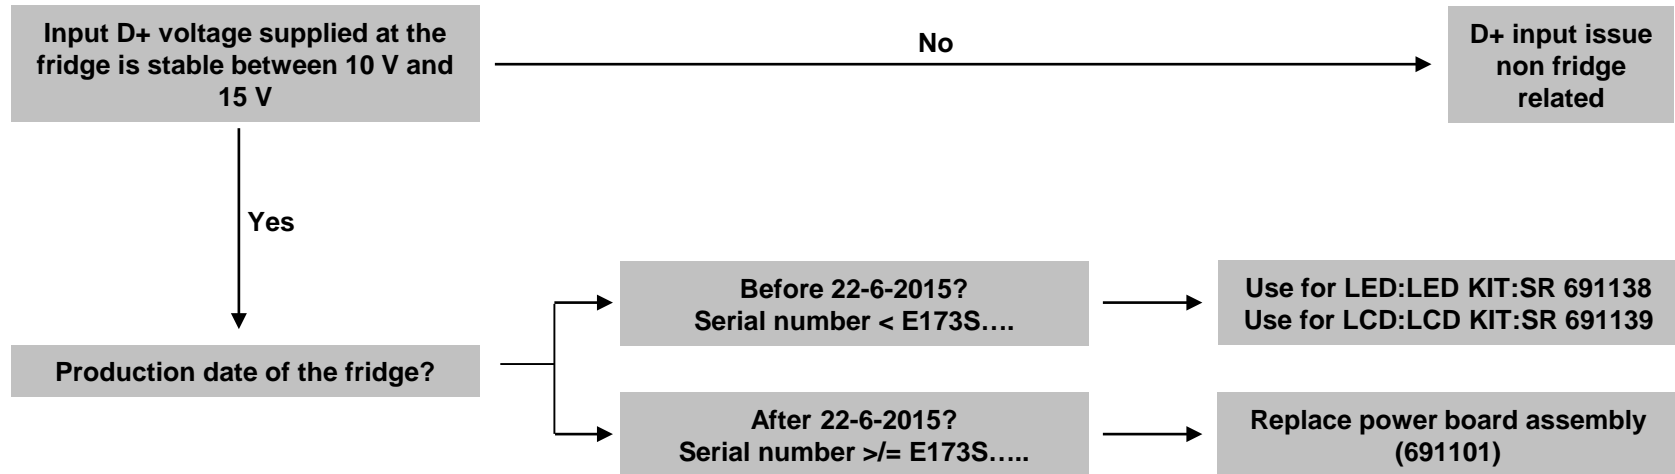 Input D+ voltage supplied at the
fridge is stable between 10 V and
15 V
No
D+ input issue
non fridge
related
Yes
Before 22-6-2015?
Serial number < E173S….
Use for LED:LED KIT:SR 691138
Use for LCD:LCD KIT:SR 691139
Production date of the fridge?
After 22-6-2015?
Serial number >/= E173S…..
Replace power board assembly
(691101)